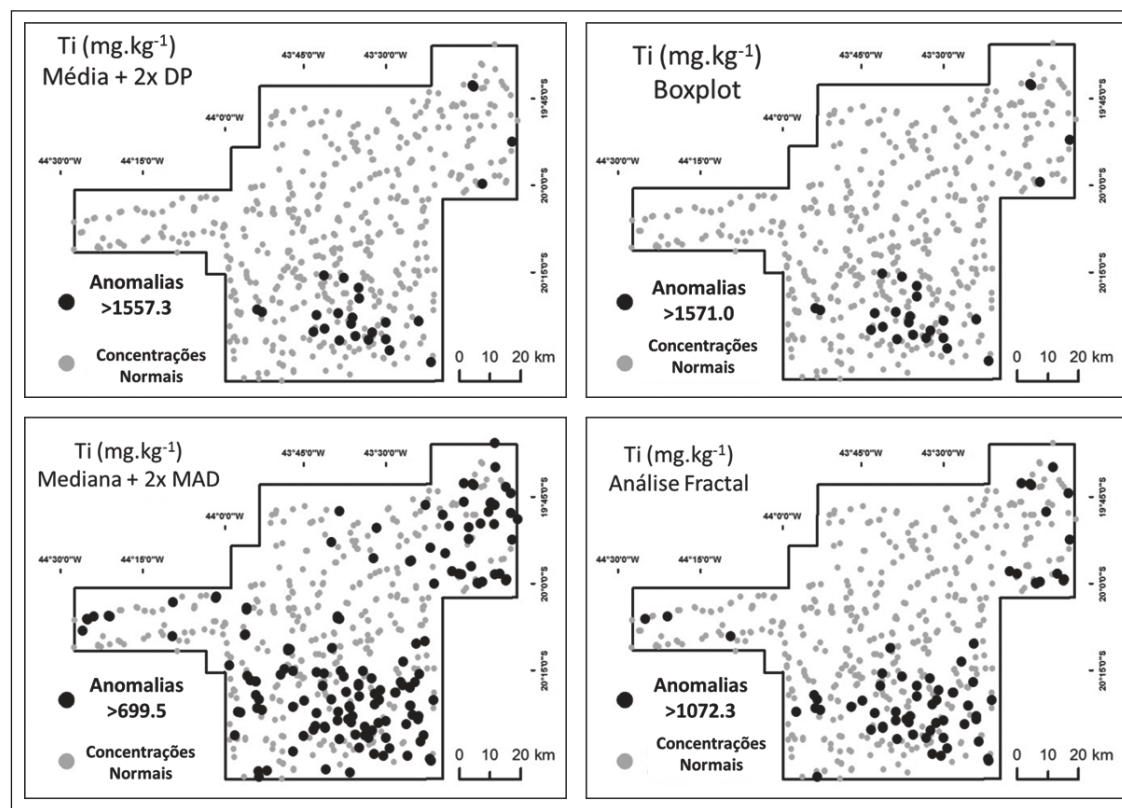 Ti (mg.kg⁻¹)
Média + 2x DP
43°45'0"W 43°30'0"W
44°0'0"W
44°30'0"W 44°15'0"W
19°45'0"S
20°0'0"S
20°15'0"S
Anomalias
>1557.3
Concentrações
Normais
0 10 20 km
Ti (mg.kg⁻¹)
Boxplot
43°45'0"W 43°30'0"W
44°0'0"W
44°30'0"W 44°15'0"W
19°45'0"S
20°0'0"S
20°15'0"S
Anomalias
>1571.0
Concentrações
Normais
0 10 20 km
Ti (mg.kg⁻¹)
Mediana + 2x MAD
43°45'0"W 43°30'0"W
44°0'0"W
44°30'0"W 44°15'0"W
19°45'0"S
20°0'0"S
20°15'0"S
Anomalias
>699.5
Concentrações
Normais
0 10 20 km
Ti (mg.kg⁻¹)
Análise Fractal
43°45'0"W 43°30'0"W
44°0'0"W
44°30'0"W 44°15'0"W
19°45'0"S
20°0'0"S
20°15'0"S
Anomalias
>1072.3
Concentrações
Normais
0 10 20 km